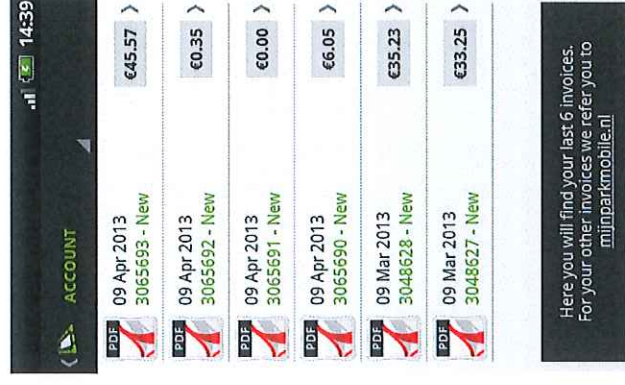 14:39
ACCOUNT
PDF
09 Apr 2013
3065693 - New
€45.57
PDF
09 Apr 2013
3065692 - New
€0.35
PDF
09 Apr 2013
3065691 - New
€0.00
PDF
09 Apr 2013
3065690 - New
€6.05
PDF
09 Mar 2013
3048628 - New
€35.23
PDF
09 Mar 2013
3048627 - New
€33.25
Here you will find your last 6 invoices.
For your other invoices we refer you to
mijnparkmobile.nl